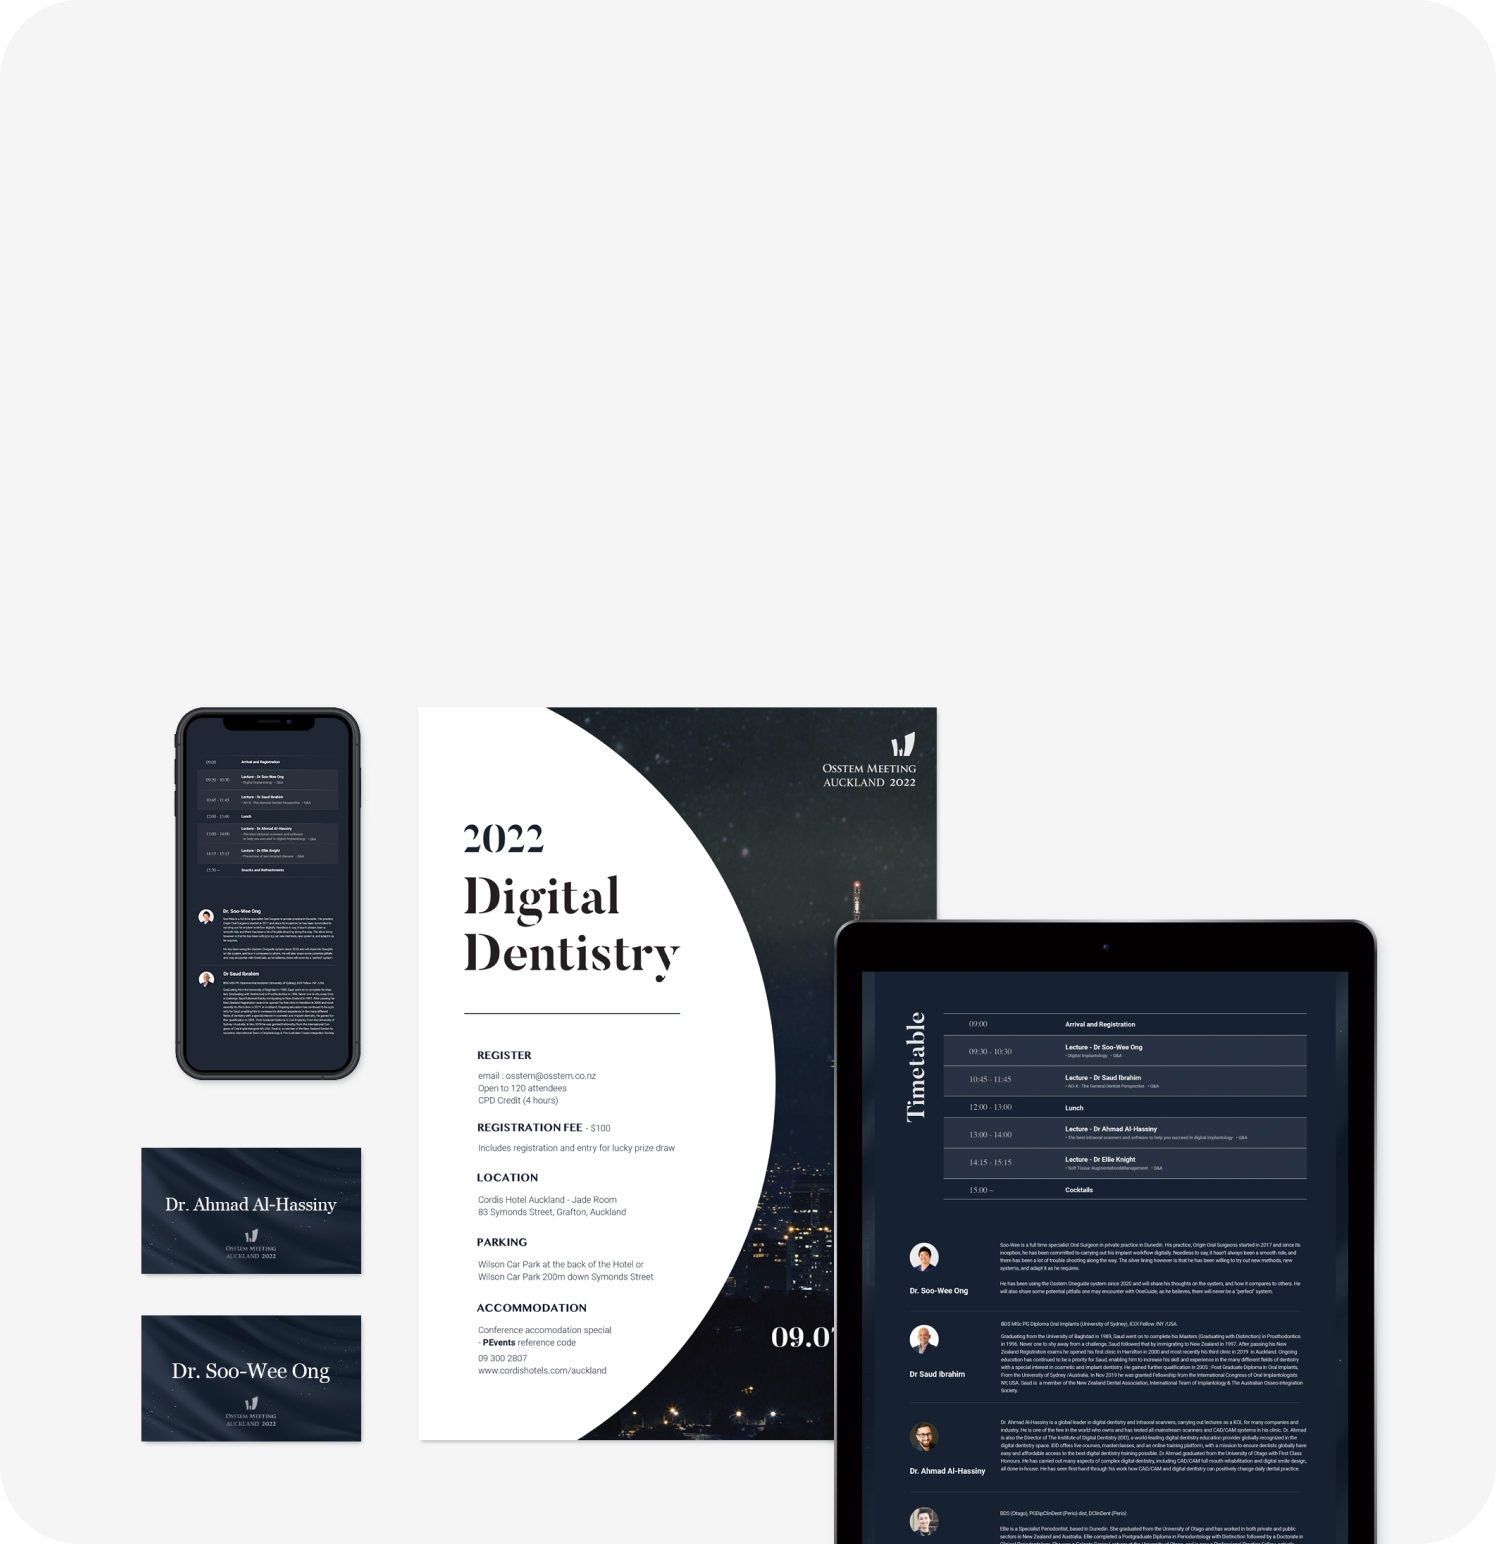 09:00 Arrival and Registration
09:30 - 10:30 Lecture - Dr Soo-Wee Ong
• Digital Implantology • Q&A
10:45 - 11:45 Lecture - Dr Saud Ibrahim
• AO 4 : The General Dentist Perspective • Q&A
12:00 - 13:00 Lunch
13:00 - 14:00 Lecture - Dr Ahmad Al-Hassiny
• The best intraoral scanners and software
to help you succeed in digital implantology • Q&A
14:15 - 15:15 Lecture - Dr Ellie Knight
• Prevention of peri-implant disease • Q&A
15:30 ~ Snacks and Refreshments
Dr. Soo-Wee Ong
Dr Saud Ibrahim
Dr. Ahmad Al-Hassiny
OSSTEM MEETING
AUCKLAND 2022
Dr. Soo-Wee Ong
OSSTEM MEETING
AUCKLAND 2022
OSSTEM MEETING
AUCKLAND 2022
2022
Digital
Dentistry
REGISTER
email : osstem@osstem.co.nz
Open to 120 attendees
CPD Credit (4 hours)
REGISTRATION FEE - $100
Includes registration and entry for lucky prize draw
LOCATION
Cordis Hotel Auckland - Jade Room
83 Symonds Street, Grafton, Auckland
PARKING
Wilson Car Park at the back of the Hotel or
Wilson Car Park 200m down Symonds Street
ACCOMMODATION
Conference accomodation special
- PEvents reference code
09 300 2807
www.cordishotels.com/auckland
09.07
Timetable
09:00 Arrival and Registration
09:30 - 10:30 Lecture - Dr Soo-Wee Ong
• Digital Implantology • Q&A
10:45 - 11:45 Lecture - Dr Saud Ibrahim
• AO 4 : The General Dentist Perspective • Q&A
12:00 - 13:00 Lunch
13:00 - 14:00 Lecture - Dr Ahmad Al-Hassiny
• The best intraoral scanners and software to help you succeed in digital implantology • Q&A
14:15 - 15:15 Lecture - Dr Ellie Knight
• Soft Tissue Augmentation&Management • Q&A
15:00 ~ Cocktails
Soo-Wee is a full time specialist Oral Surgeon in private practice in Dunedin. His practice, Origin Oral Surgeons started in 2017 and since its
inception, he has been committed to carrying out his implant workflow digitally. Needless to say, it hasn't always been a smooth ride, and
there has been a lot of trouble shooting along the way. The silver lining however is that he has been willing to try out new methods, new
systems, and adapt it as he requires.
He has been using the Osstem Oneguide system since 2020 and will share his thoughts on the system, and how it compares to others. He
will also share some potential pitfalls one may encounter with OneGuide, as he believes, there will never be a "perfect" system.
Dr. Soo-Wee Ong
BDS MSc PG Diploma Oral Implants (University of Sydney), ICOI Fellow /NY /USA.
Graduating from the University of Baghdad in 1989, Saud went on to complete his Masters (Graduating with Distinction) in Prosthodontics
in 1996. Never one to shy away from a challenge, Saud followed that by immigrating to New Zealand in 1997. After passing his New
Zealand Registration exams he opened his first clinic in Hamilton in 2000 and most recently his third clinic in 2019 in Auckland. Ongoing
education has continued to be a priority for Saud, enabling him to increase his skill and experience in the many different fields of dentistry
with a special interest in cosmetic and implant dentistry. He gained further qualification in 2005 : Post Graduate Diploma in Oral Implants,
From the University of Sydney /Australia. In Nov 2019 he was granted Fellowship from the International Congress of Oral Implantologists
NY, USA. Saud is a member of the New Zealand Dental Association, International Team of Implantology & The Australian Osseo-integration
Society.
Dr Saud Ibrahim
Dr. Ahmad Al-Hassiny is a global leader in digital dentistry and intraoral scanners, carrying out lectures as a KOL for many companies and
industry. He is one of the few in the world who owns and has tested all mainstream scanners and CAD/CAM systems in his clinic. Dr. Ahmad
is also the Director of The Institute of Digital Dentistry (iDD), a world-leading digital dentistry education provider globally recognized in the
digital dentistry space. iDD offers live courses, masterclasses, and an online training platform, with a mission to ensure dentists globally have
easy and affordable access to the best digital dentistry training possible. Dr Ahmad graduated from the University of Otago with First Class
Honours. He has carried out many aspects of complex digital dentistry, including CAD/CAM full mouth rehabilitation and digital smile design,
all done in-house. He has seen first-hand through his work how CAD/CAM and digital dentistry can positively change daily dental practice.
Dr. Ahmad Al-Hassiny
BDS (Otago), PGDipClinDent (Perio) dist, DClinDent (Perio)
Ellie is a Specialist Periodontist, based in Dunedin. She graduated from the University of Otago and has worked in both private and public
sectors in New Zealand and Australia. Ellie completed a Postgraduate Diploma in Periodontology with Distinction followed by a Doctorate in